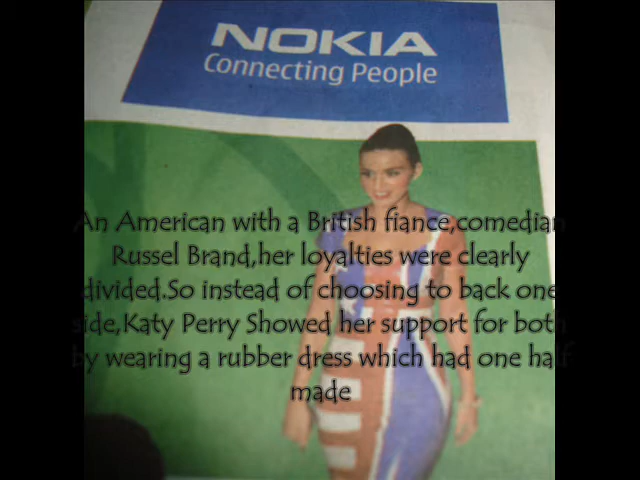 NOKIA
Connecting People
An American with a British fiance,comedian
Russel Brand,her loyalties were clearly
divided.So instead of choosing to back one
side,Katy Perry Showed her support for both
by wearing a rubber dress which had one half
made